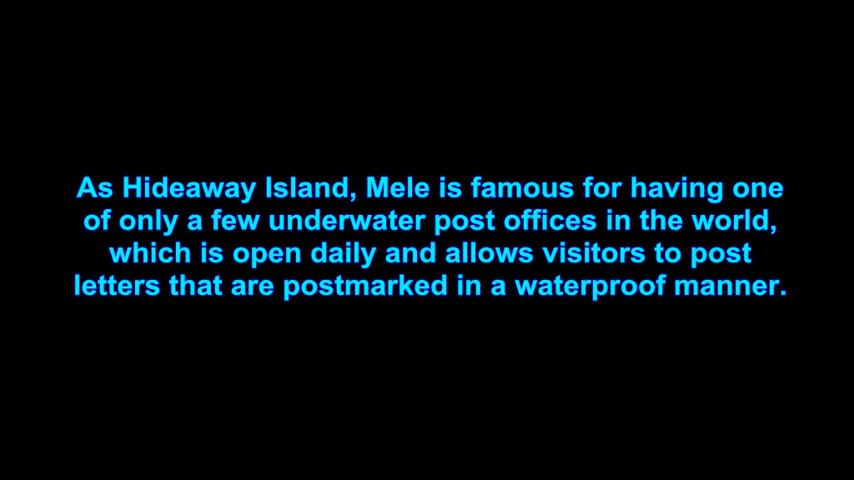 As Hideaway Island, Mele is famous for having one
of only a few underwater post offices in the world,
which is open daily and allows visitors to post
letters that are postmarked in a waterproof manner.